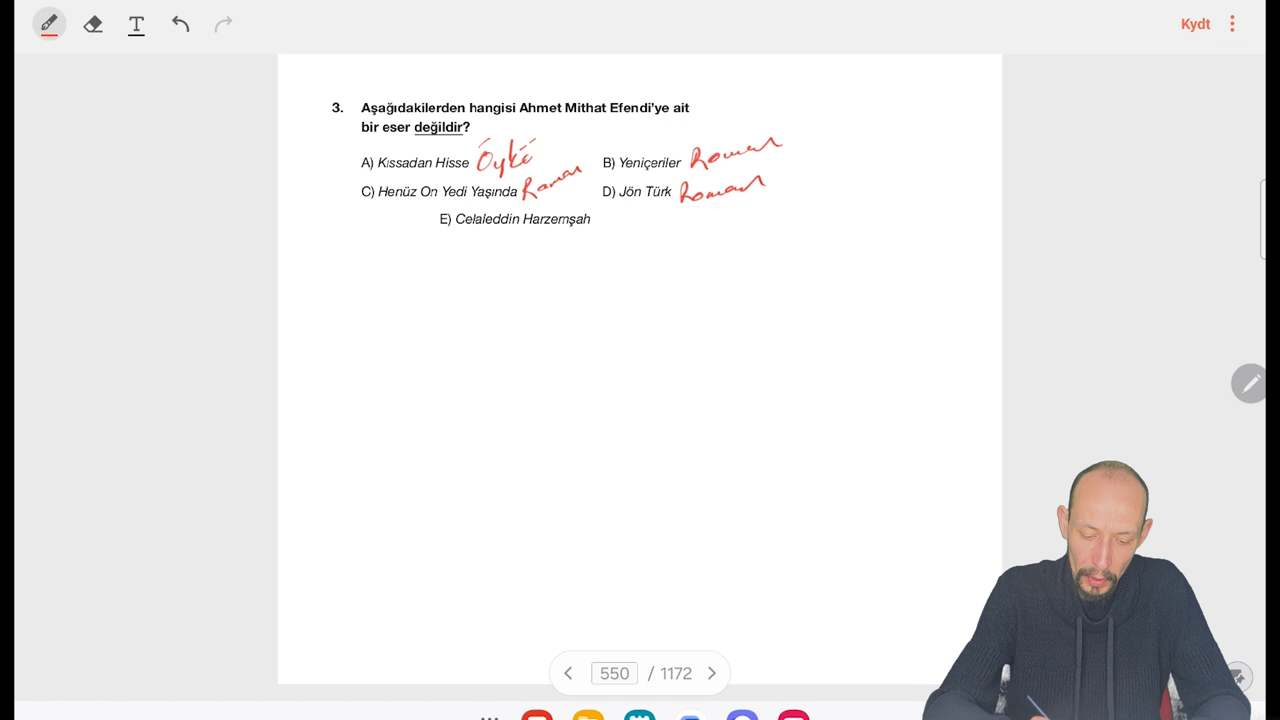 T
Kydt
3. Aşağıdakilerden hangisi Ahmet Mithat Efendi'ye ait
bir eser değildir?
A) Kıssadan Hisse Öykü B) Yeniçeriler Roman
C) Henüz On Yedi Yaşında Roman D) Jön Türk Roman
E) Celaleddin Harzemşah
550 / 1172